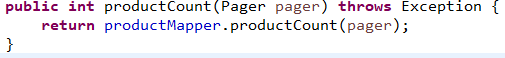 public int productCount(Pager pager) throws Exception {
    return productMapper.productCount(pager);
}